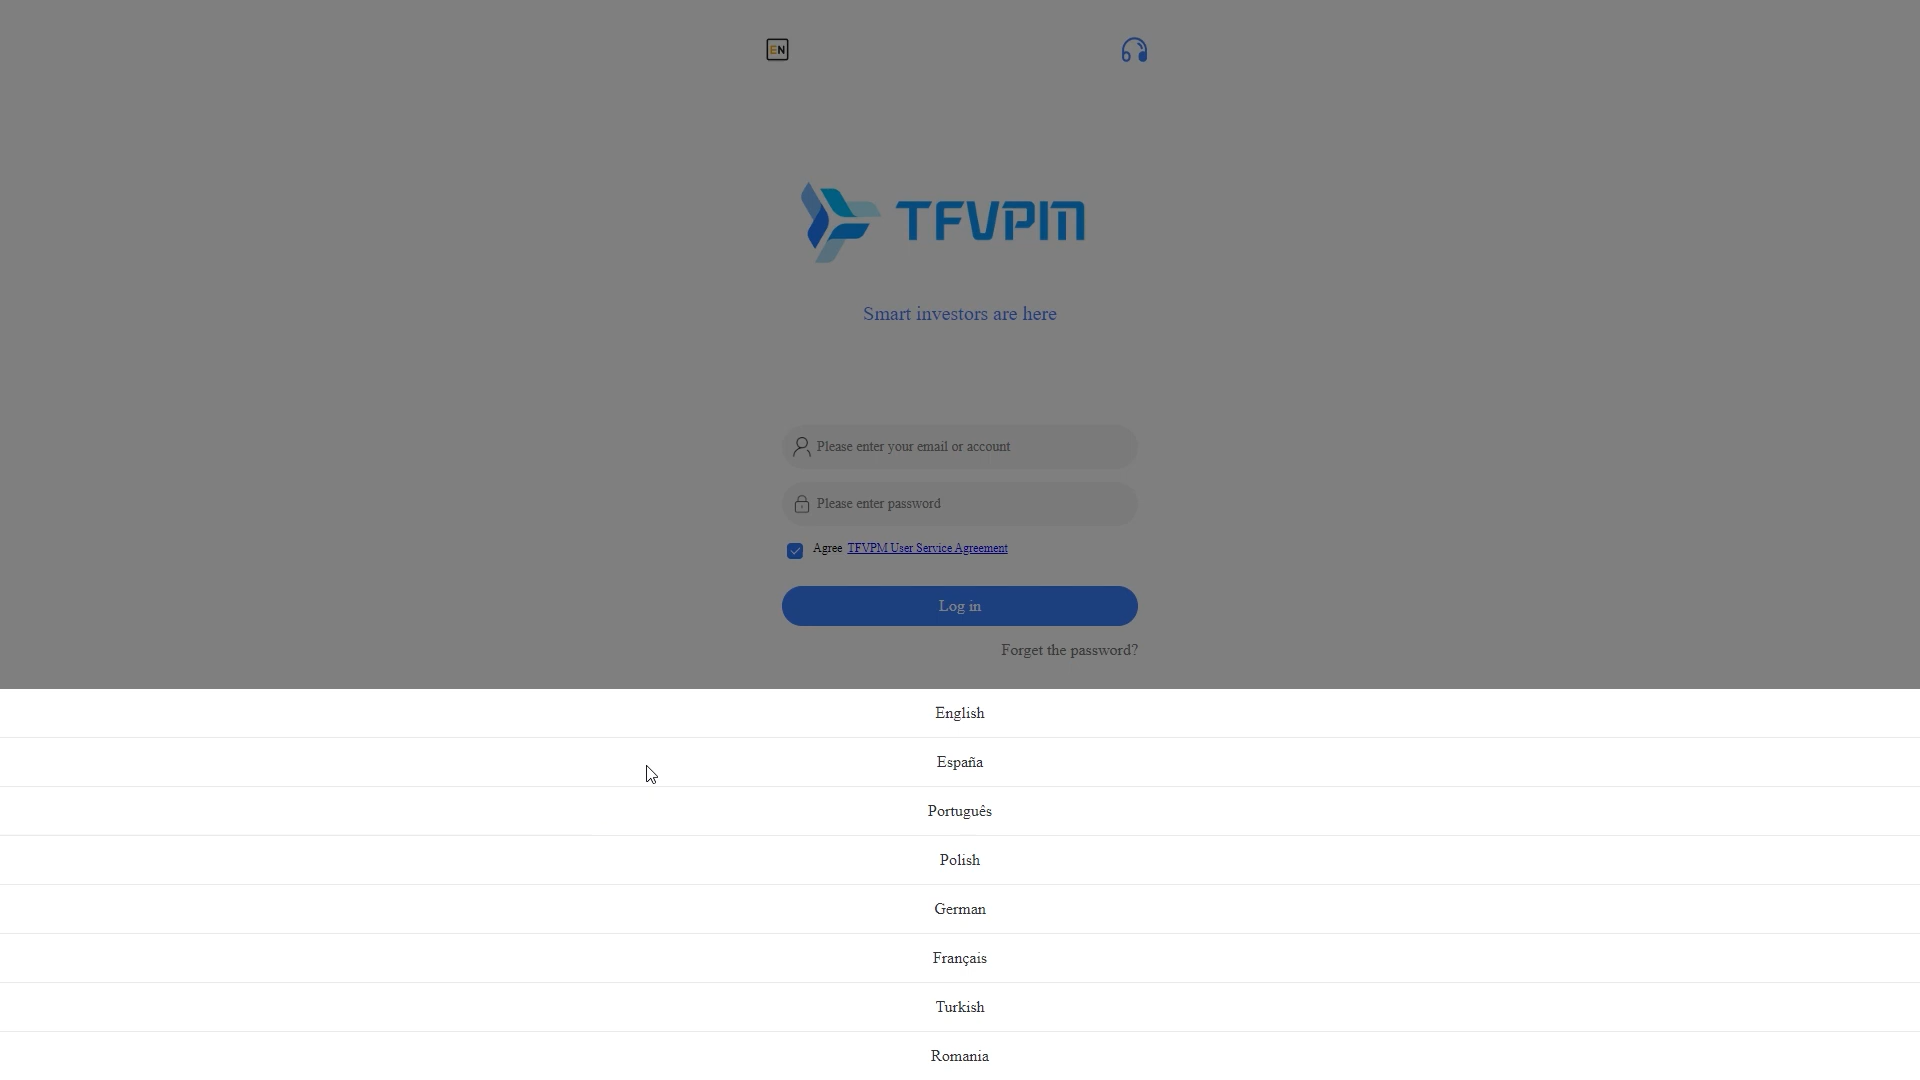 EN
TFVPM
Smart investors are here
Please enter your email or account
Please enter password
Agree TFVPM User Service Agreement
Log in
Forget the password?
English
España
Português
Polish
German
Français
Turkish
Romania